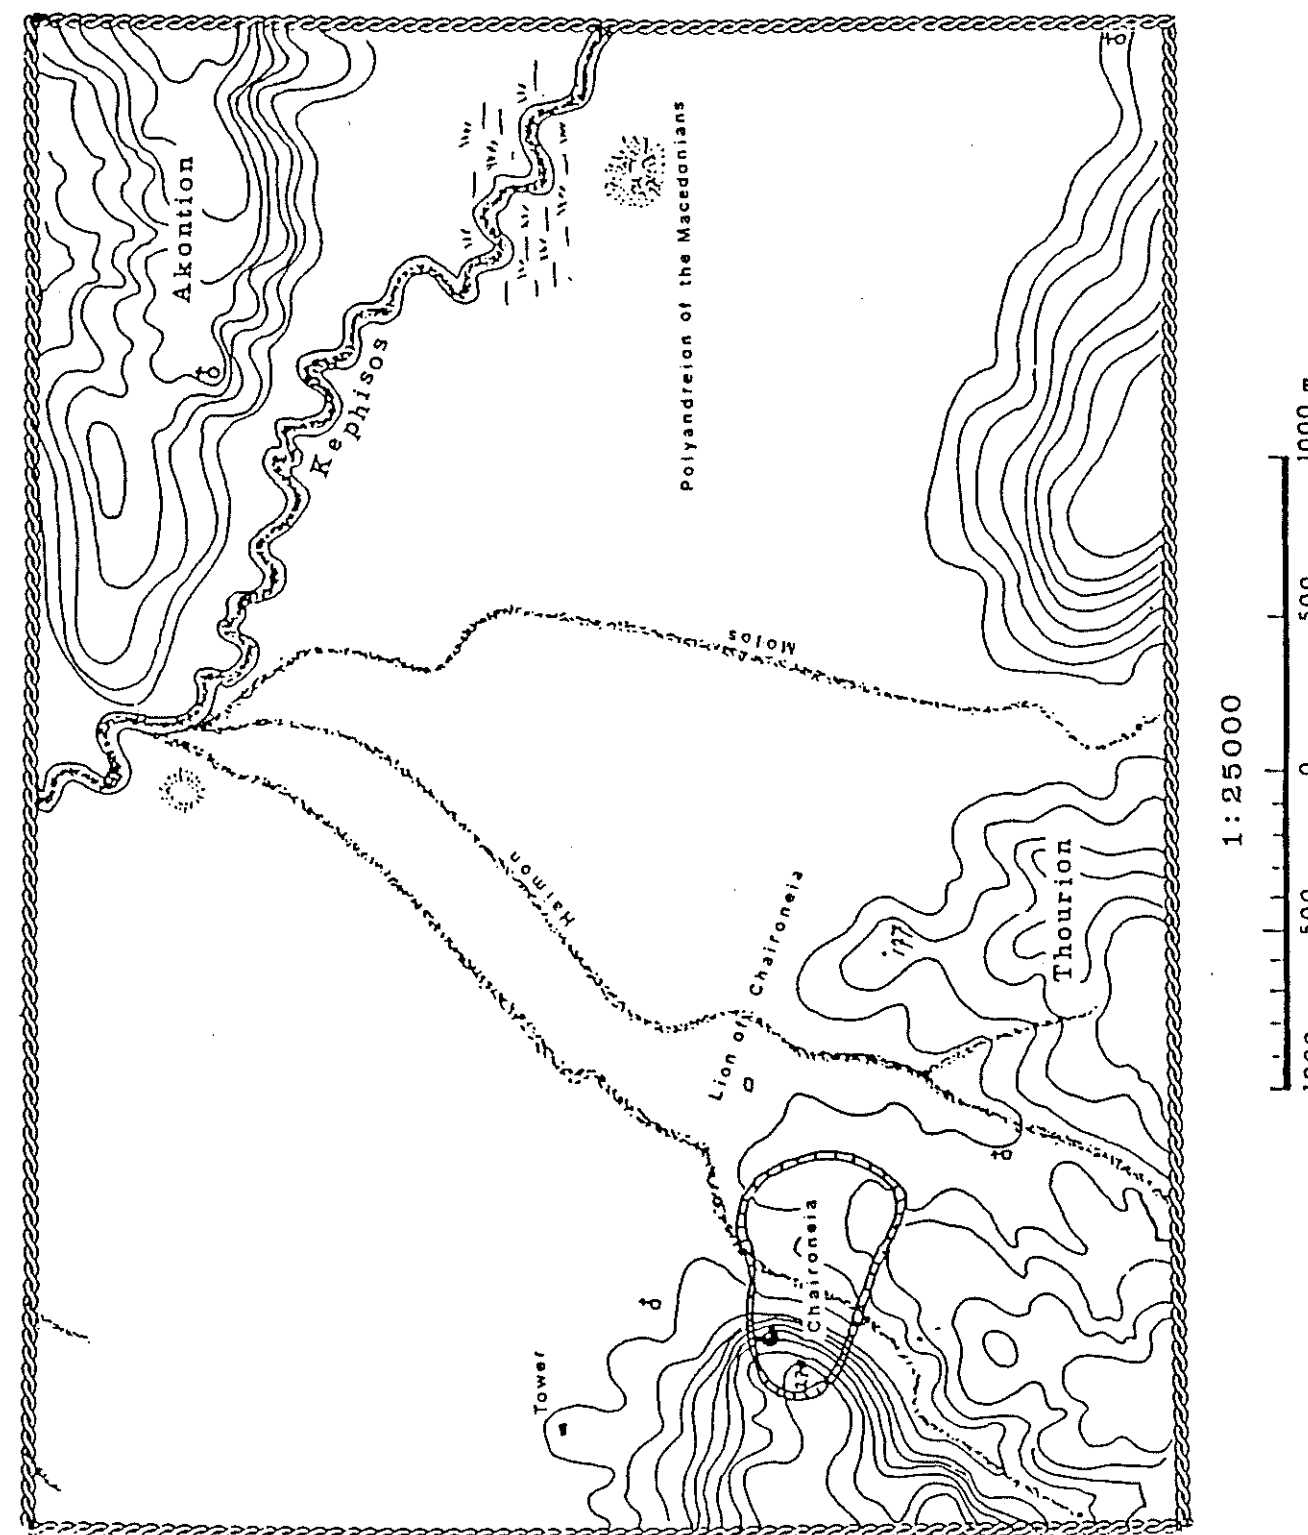 Akontion
Kephisos
Tower
Haimon
Polyandreion of the Macedonians
Lion of Chaironeia
Molos
Chaironeia
177
Thourion
1:25000
1000 500 0 500 1000 m